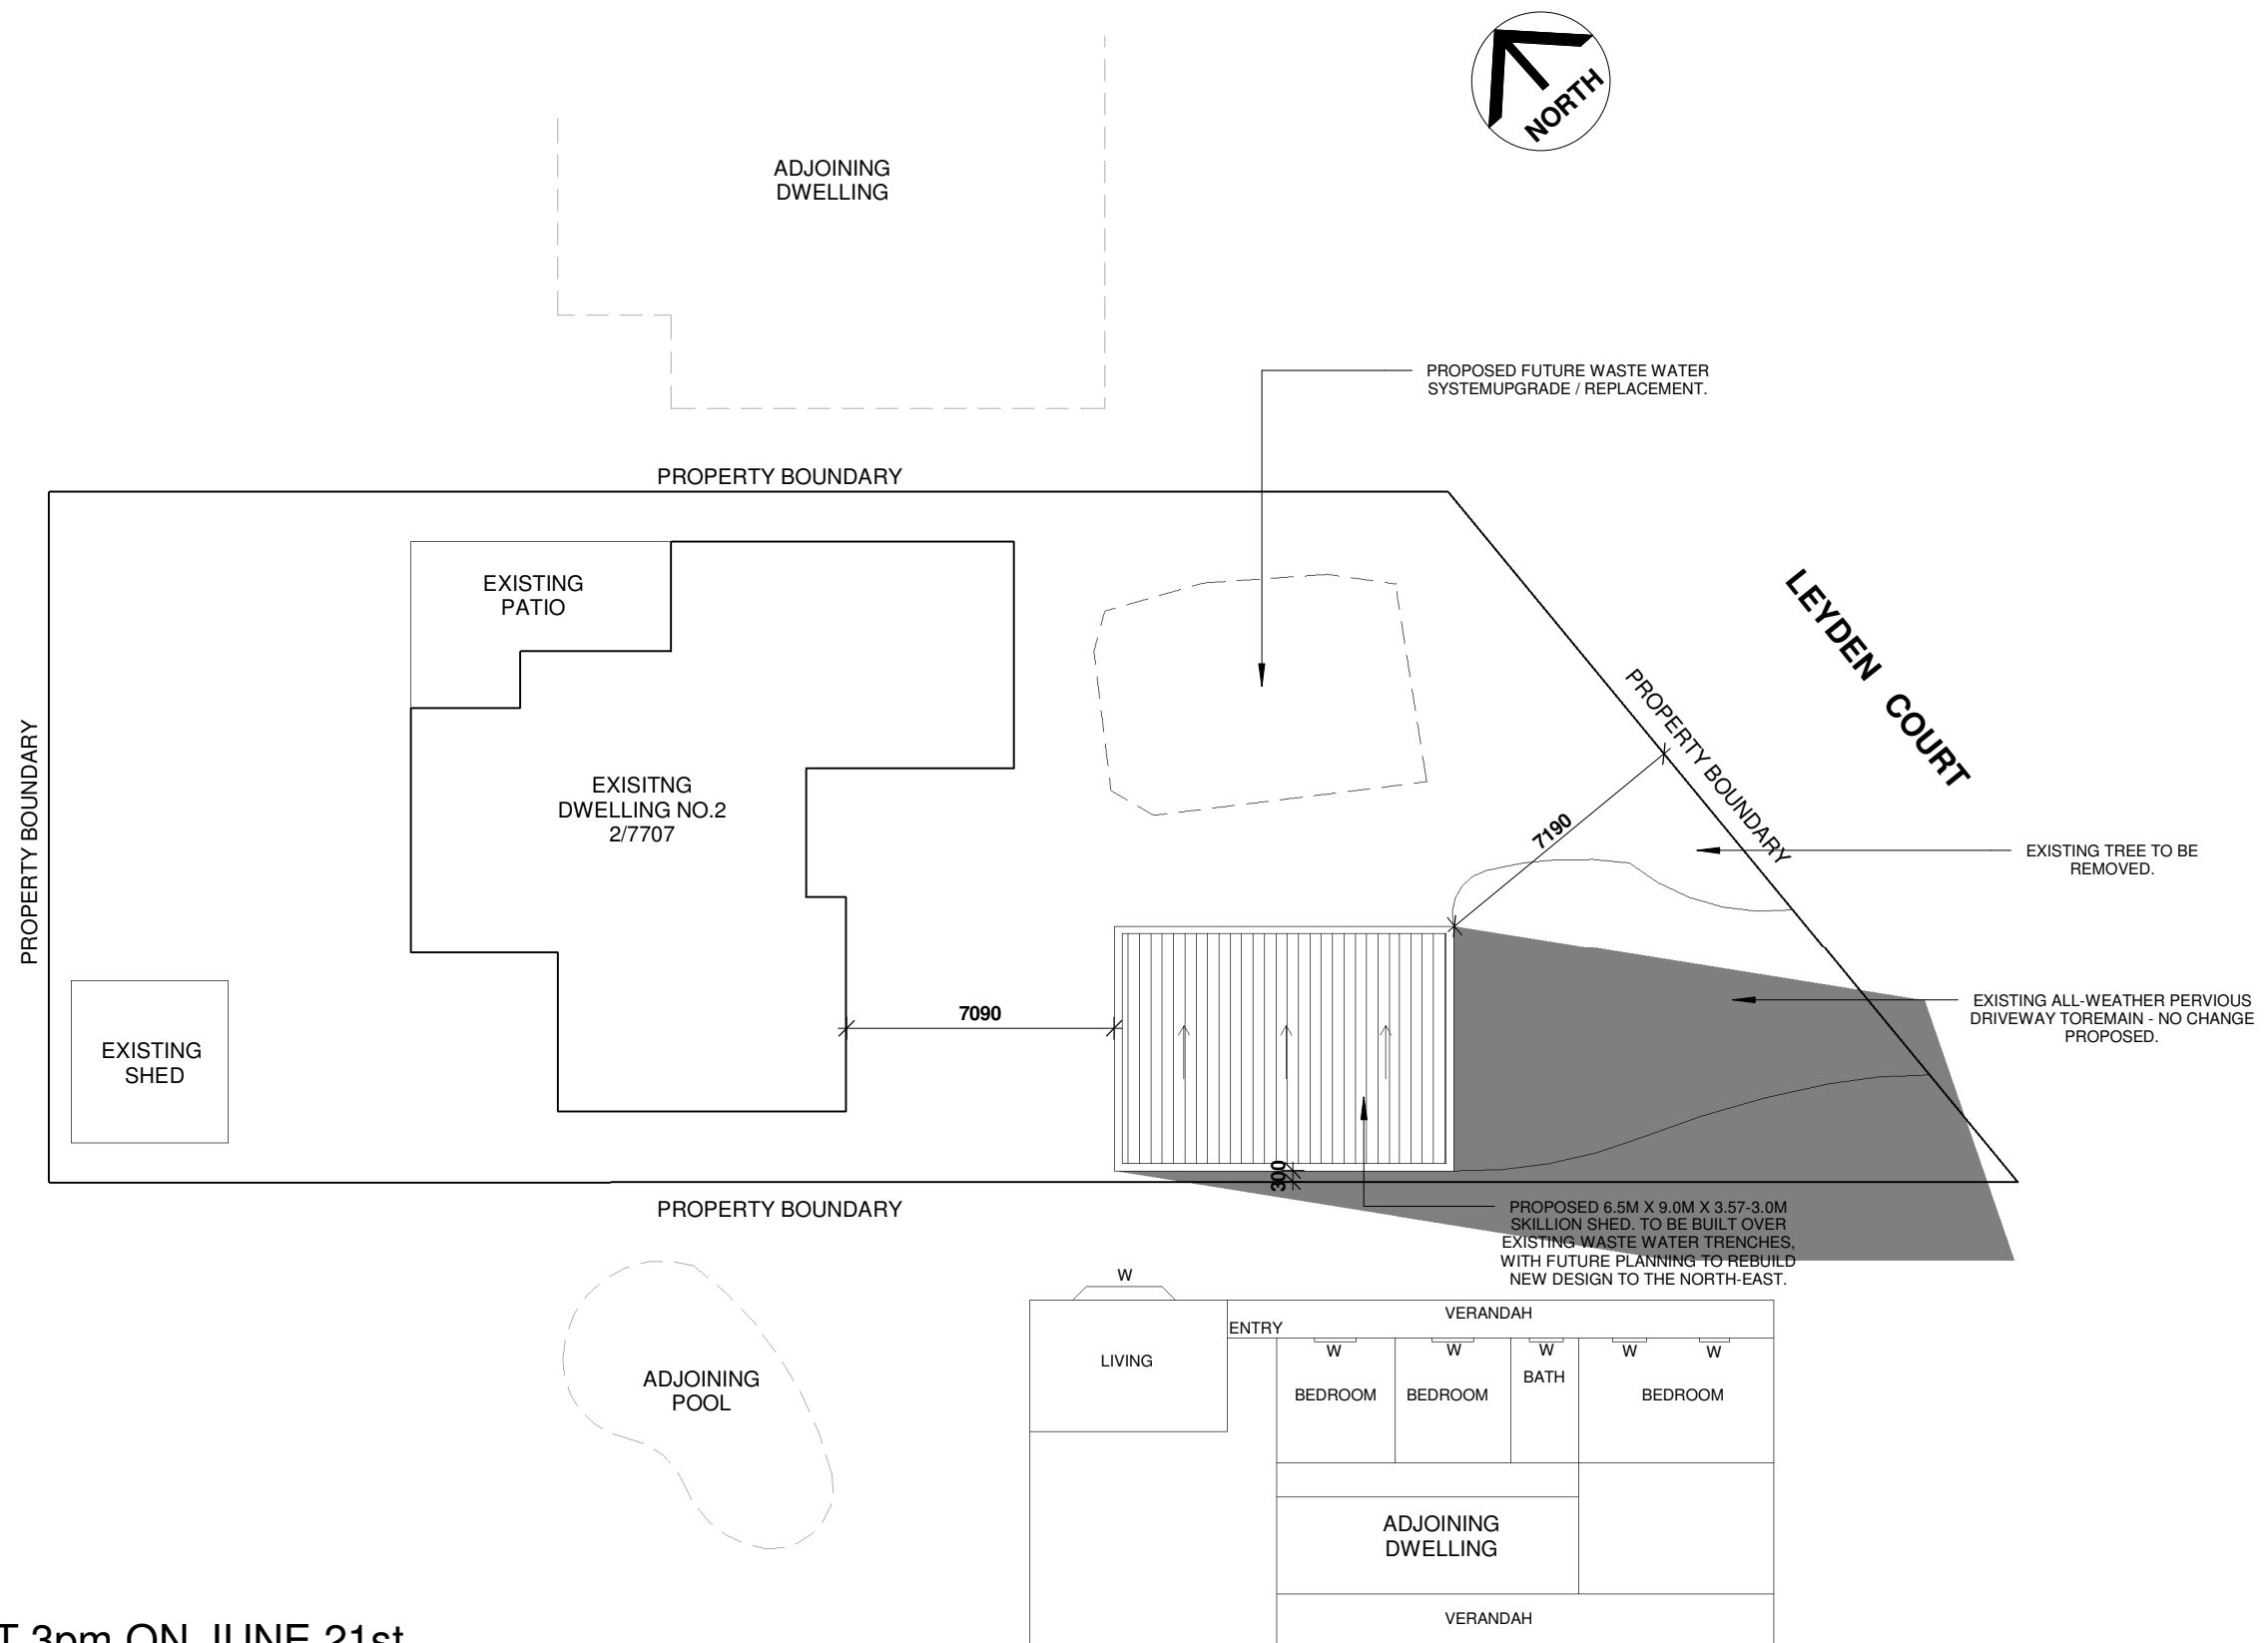 NORTH
ADJOINING
DWELLING
PROPOSED FUTURE WASTE WATER
SYSTEMUPGRADE / REPLACEMENT.
PROPERTY BOUNDARY
EXISTING
PATIO
LEYDEN COURT
PROPERTY BOUNDARY
PROPERTY BOUNDARY
EXISITNG
DWELLING NO.2
2/7707
7190
EXISTING TREE TO BE
REMOVED.
7090
EXISTING ALL-WEATHER PERVIOUS
DRIVEWAY TOREMAIN - NO CHANGE
PROPOSED.
EXISTING
SHED
300
PROPERTY BOUNDARY
PROPOSED 6.5M X 9.0M X 3.57-3.0M
SKILLION SHED. TO BE BUILT OVER
EXISTING WASTE WATER TRENCHES,
WITH FUTURE PLANNING TO REBUILD
NEW DESIGN TO THE NORTH-EAST.
W
VERANDAH
ENTRY
LIVING
W
W
W
W
W
BATH
BEDROOM
BEDROOM
BEDROOM
ADJOINING
POOL
ADJOINING
DWELLING
VERANDAH
T 3pm ON JUNE 21st